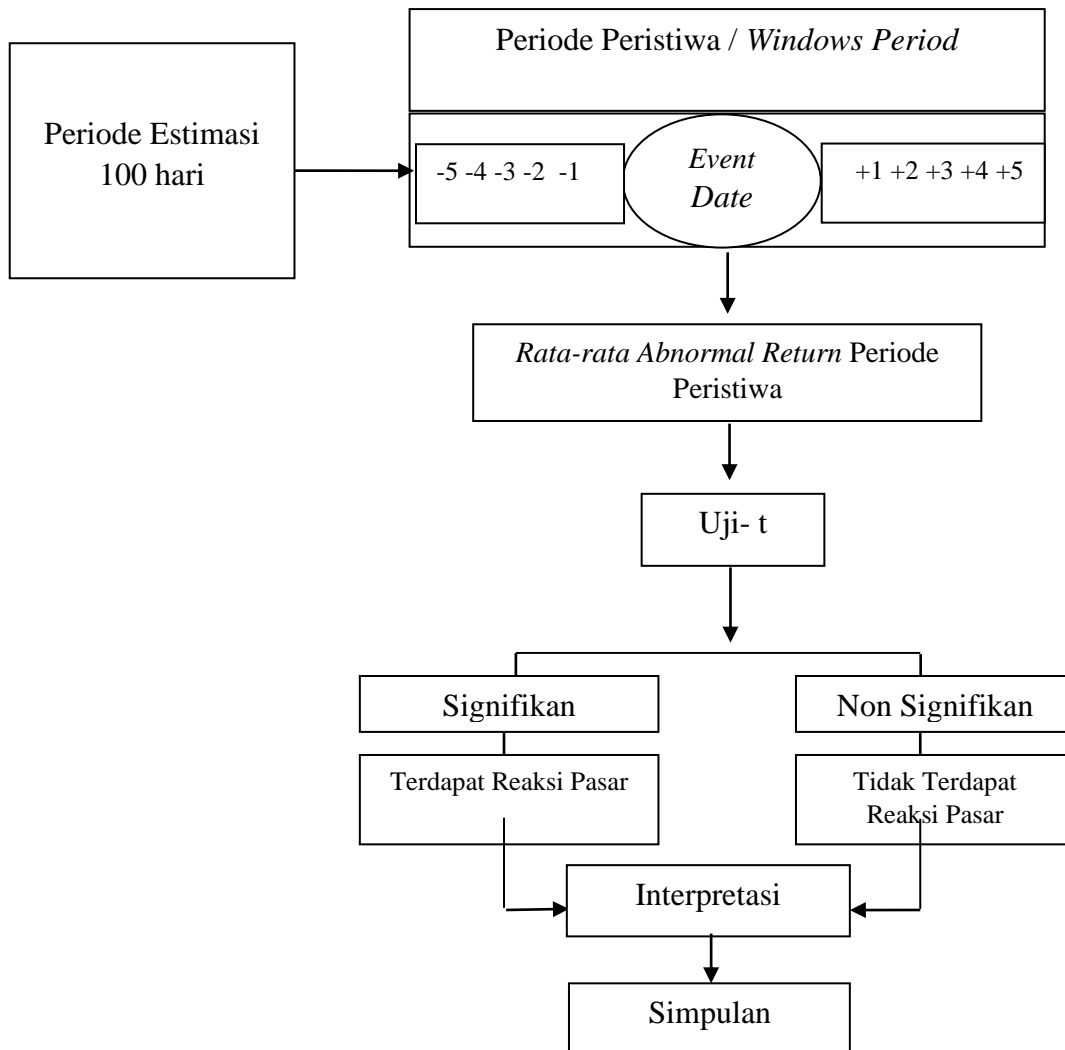 Periode Peristiwa / Windows Period
Periode Estimasi
100 hari
-5 -4 -3 -2 -1
Event
Date
+1 +2 +3 +4 +5
Rata-rata Abnormal Return Periode
Peristiwa
Uji- t
Signifikan
Non Signifikan
Terdapat Reaksi Pasar
Tidak Terdapat
Reaksi Pasar
Interpretasi
Simpulan